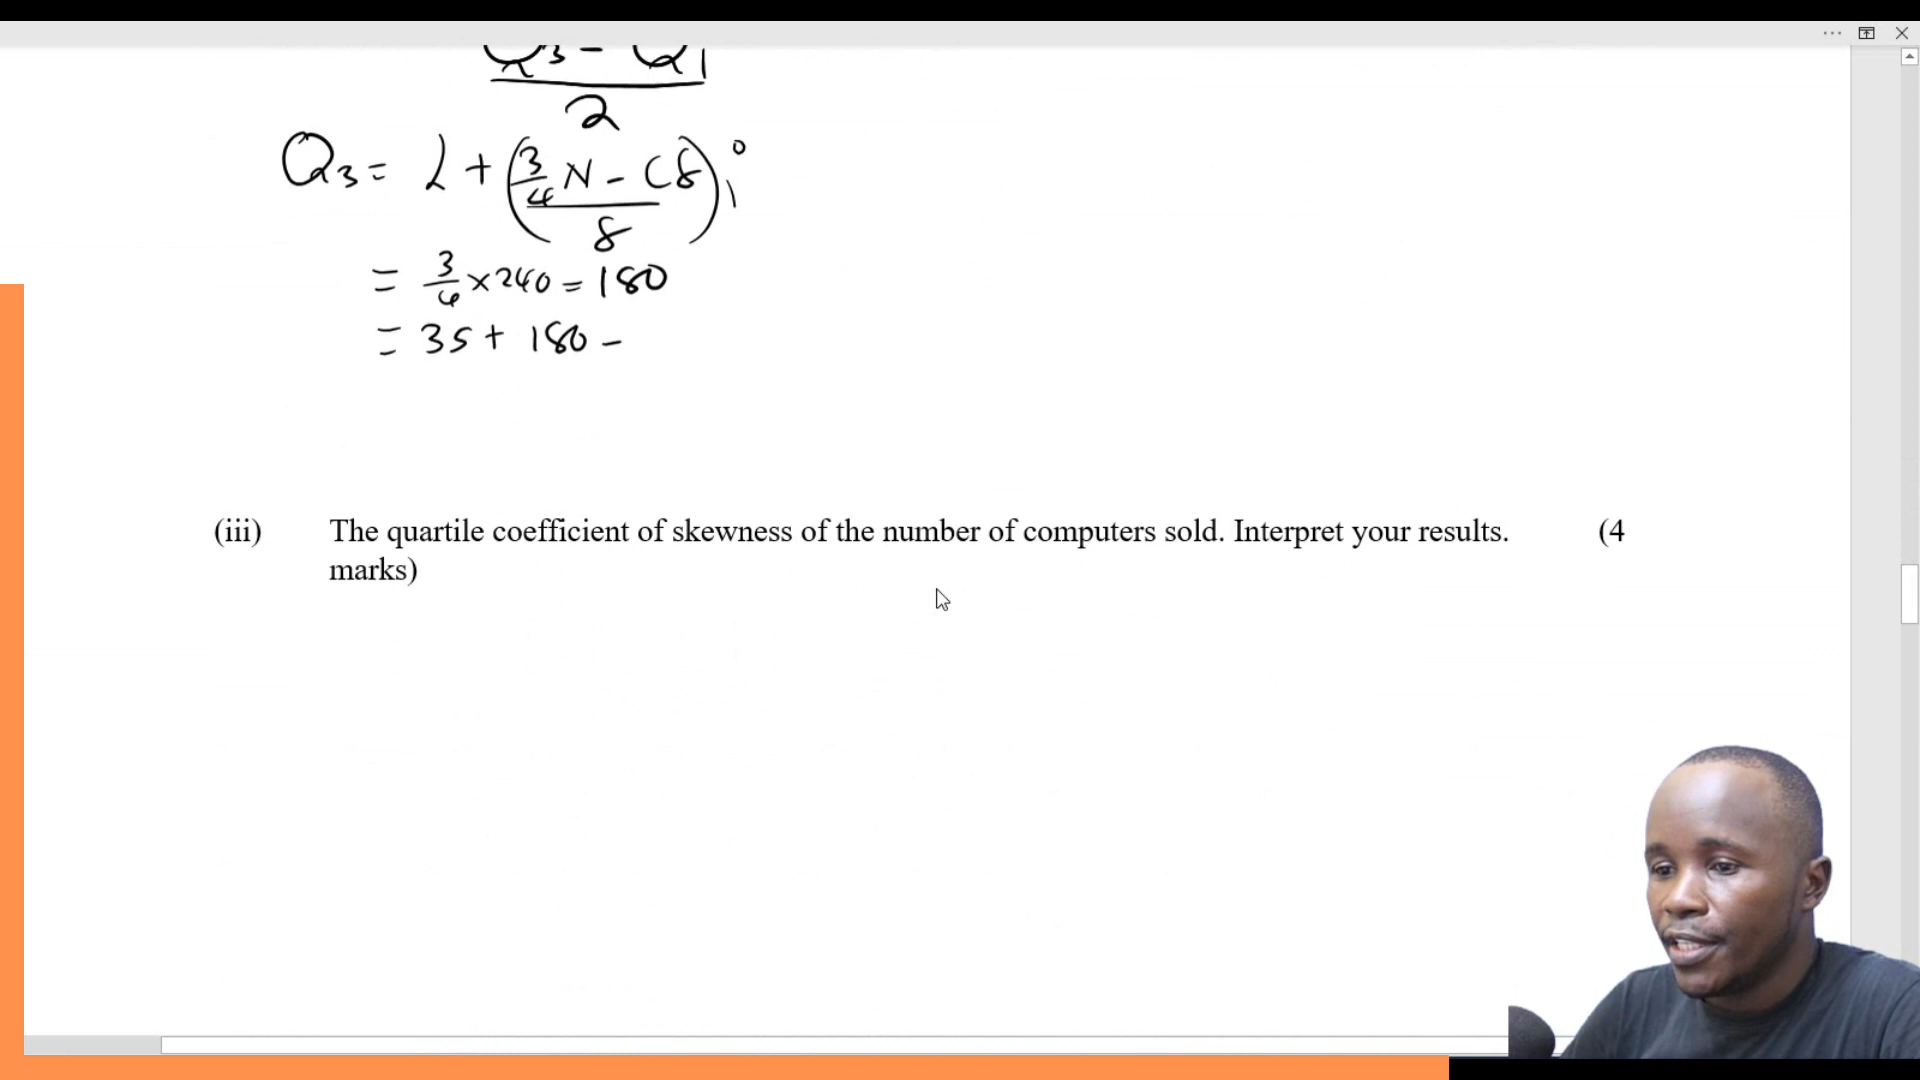 Q3 - Q1
2
Q3 = L + (3/4 N - Cf / f) i
= 3/4 × 240 = 180
= 35 + 180 -
(iii) The quartile coefficient of skewness of the number of computers sold. Interpret your results. (4
marks)